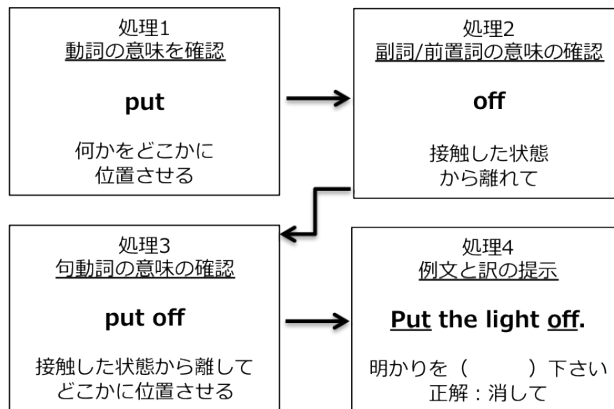 処理1
動詞の意味を確認
put
何かをどこかに
位置させる
処理2
副詞/前置詞の意味の確認
off
接触した状態
から離れて
処理3
句動詞の意味の確認
put off
接触した状態から離して
どこかに位置させる
処理4
例文と訳の提示
Put the light off.
明かりを（　　　）下さい
正解：消して